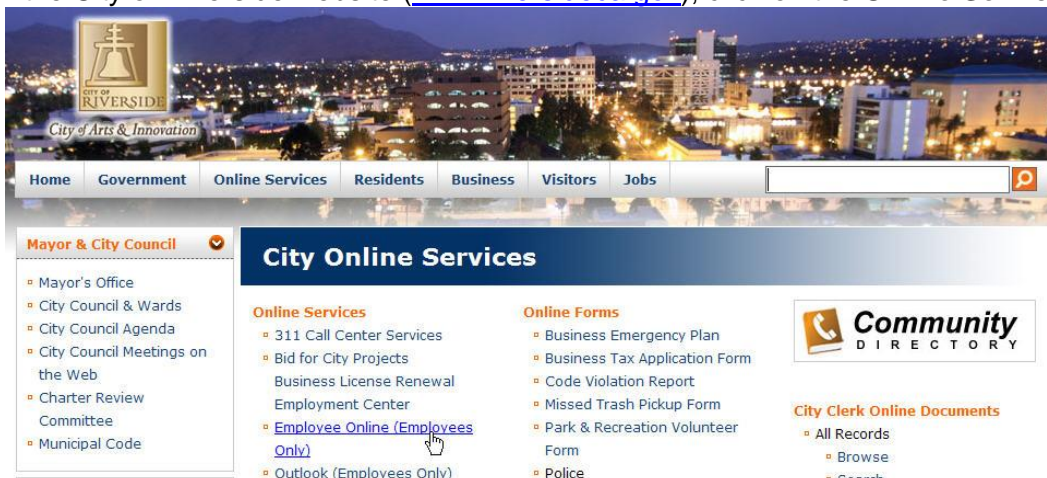 CITY OF
RIVERSIDE
City of Arts & Innovation
Home Government Online Services Residents Business Visitors Jobs
Mayor & City Council
Mayor's Office
City Council & Wards
City Council Agenda
City Council Meetings on
the Web
Charter Review
Committee
Municipal Code
City Online Services
Online Services
311 Call Center Services
Bid for City Projects
Business License Renewal
Employment Center
Employee Online (Employees
Only)
Outlook (Employees Only)
Online Forms
Business Emergency Plan
Business Tax Application Form
Code Violation Report
Missed Trash Pickup Form
Park & Recreation Volunteer
Form
Police
Community
DIRECTORY
City Clerk Online Documents
All Records
Browse